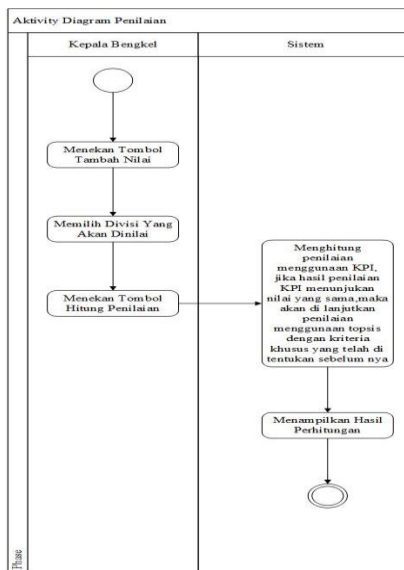 Aktivity Diagram Penilaian
Kepala Bengkel
Sistem
Menekan Tombol
Tambah Nilai
Memilih Divisi Yang
Akan Dinilai
Menekan Tombol
Hitung Penilaian
Menghitung
penilaian
menggunaan KPI,
jika hasil penilaian
KPI menunjukan
nilai yang sama,maka
akan di lanjutkan
penilaian
menggunaan topsis
dengan kriteria
khusus yang telah di
tentukan sebelum nya
Menampilkan Hasil
Perhitungan
Phase